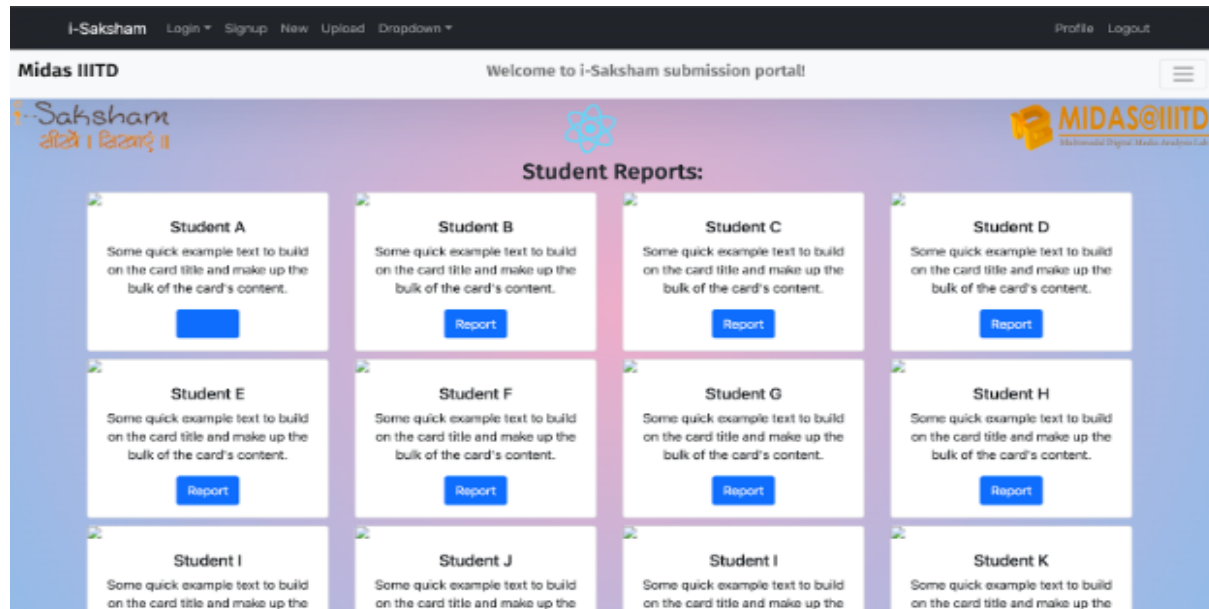 i-Saksham Login Signup New Upload Dropdown Profile Logout
Midas IIITD Welcome to i-Saksham submission portal!
i-Saksham
सीखें । सिखाएं ॥
MIDAS@IIITD
Multimodal Digital Media Analysis Lab
Student Reports:
Student A
Some quick example text to build
on the card title and make up the
bulk of the card's content.
Student B
Some quick example text to build
on the card title and make up the
bulk of the card's content.
Report
Student C
Some quick example text to build
on the card title and make up the
bulk of the card's content.
Report
Student D
Some quick example text to build
on the card title and make up the
bulk of the card's content.
Report
Student E
Some quick example text to build
on the card title and make up the
bulk of the card's content.
Report
Student F
Some quick example text to build
on the card title and make up the
bulk of the card's content.
Report
Student G
Some quick example text to build
on the card title and make up the
bulk of the card's content.
Report
Student H
Some quick example text to build
on the card title and make up the
bulk of the card's content.
Report
Student I
Some quick example text to build
on the card title and make up the
Student J
Some quick example text to build
on the card title and make up the
Student I
Some quick example text to build
on the card title and make up the
Student K
Some quick example text to build
on the card title and make up the